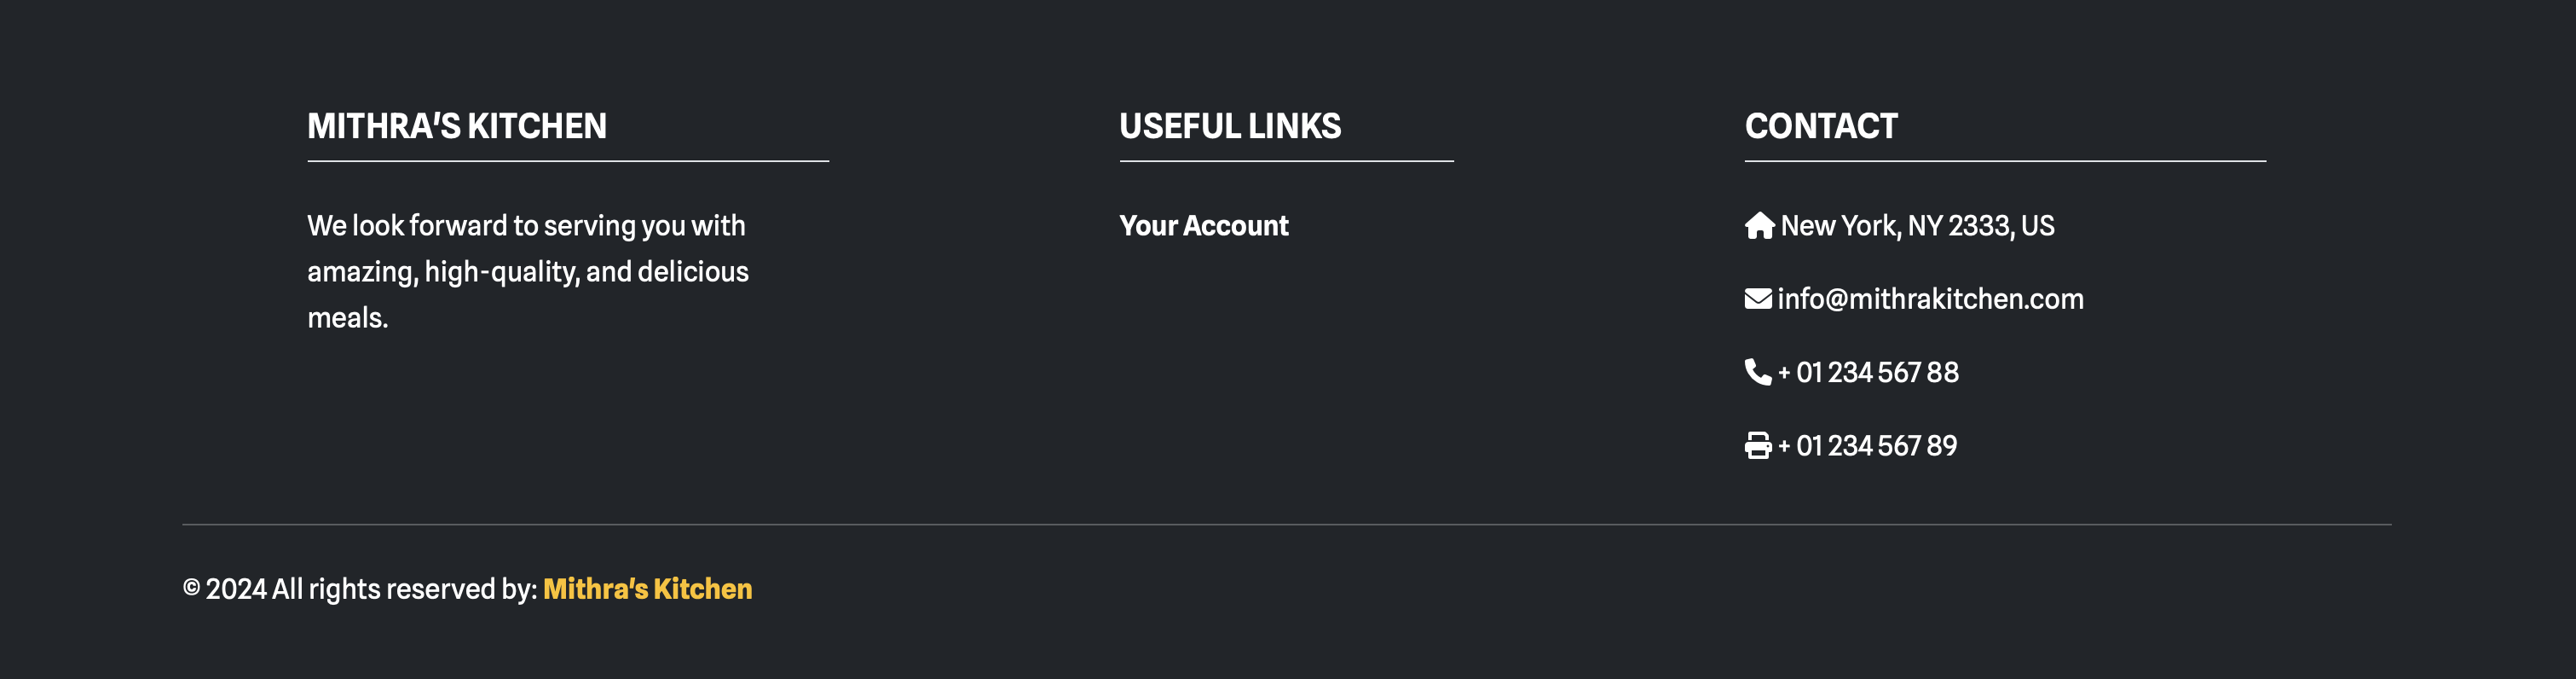 MITHRA'S KITCHEN
We look forward to serving you with
amazing, high-quality, and delicious
meals.
USEFUL LINKS
Your Account
CONTACT
New York, NY 2333, US
info@mithrakitchen.com
+ 01 234 567 88
+ 01 234 567 89
© 2024 All rights reserved by: Mithra's Kitchen